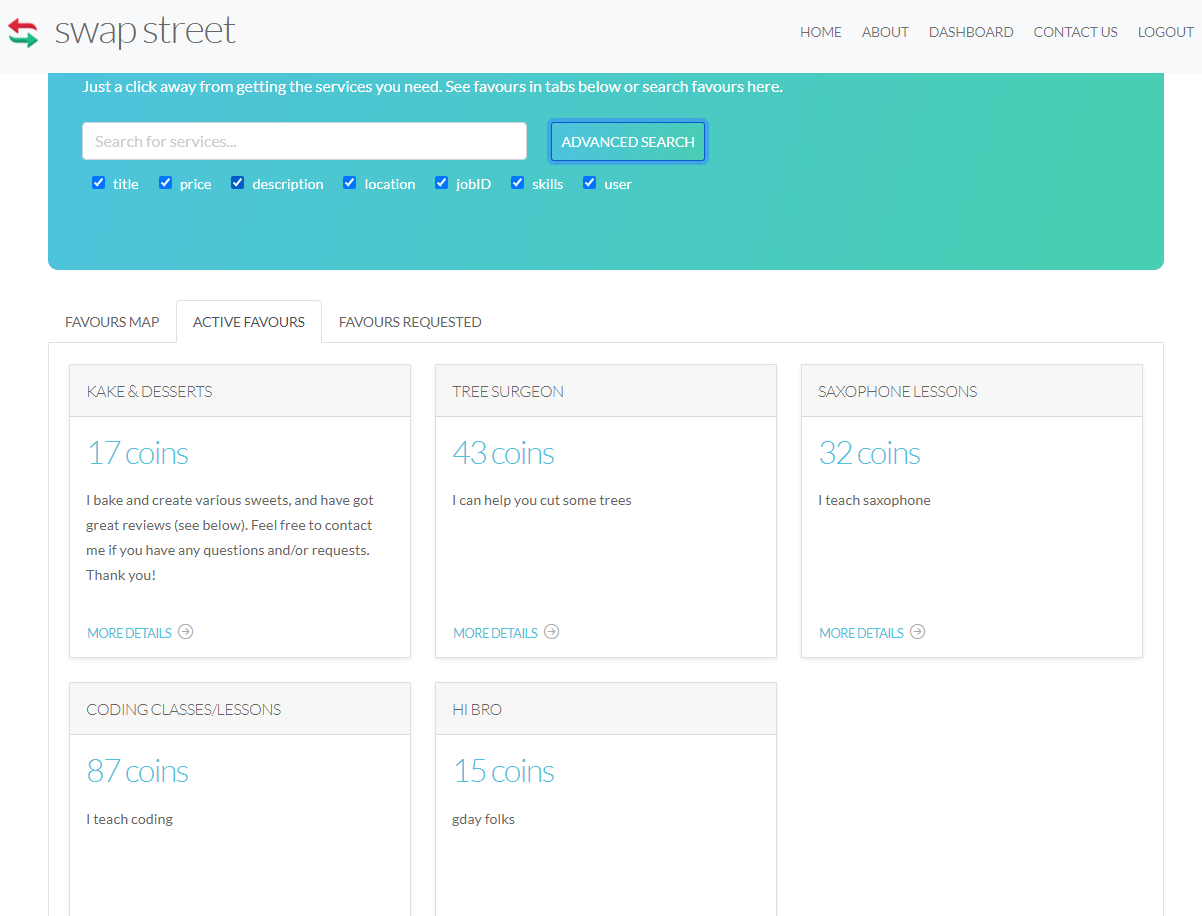 swap street
HOME ABOUT DASHBOARD CONTACT US LOGOUT
Just a click away from getting the services you need. See favours in tabs below or search favours here.
Search for services...
ADVANCED SEARCH
title price description location jobID skills user
FAVOURS MAP ACTIVE FAVOURS FAVOURS REQUESTED
KAKE & DESSERTS
17 coins
I bake and create various sweets, and have got
great reviews (see below). Feel free to contact
me if you have any questions and/or requests.
Thank you!
MORE DETAILS
TREE SURGEON
43 coins
I can help you cut some trees
MORE DETAILS
SAXOPHONE LESSONS
32 coins
I teach saxophone
MORE DETAILS
CODING CLASSES/LESSONS
87 coins
I teach coding
HI BRO
15 coins
gday folks